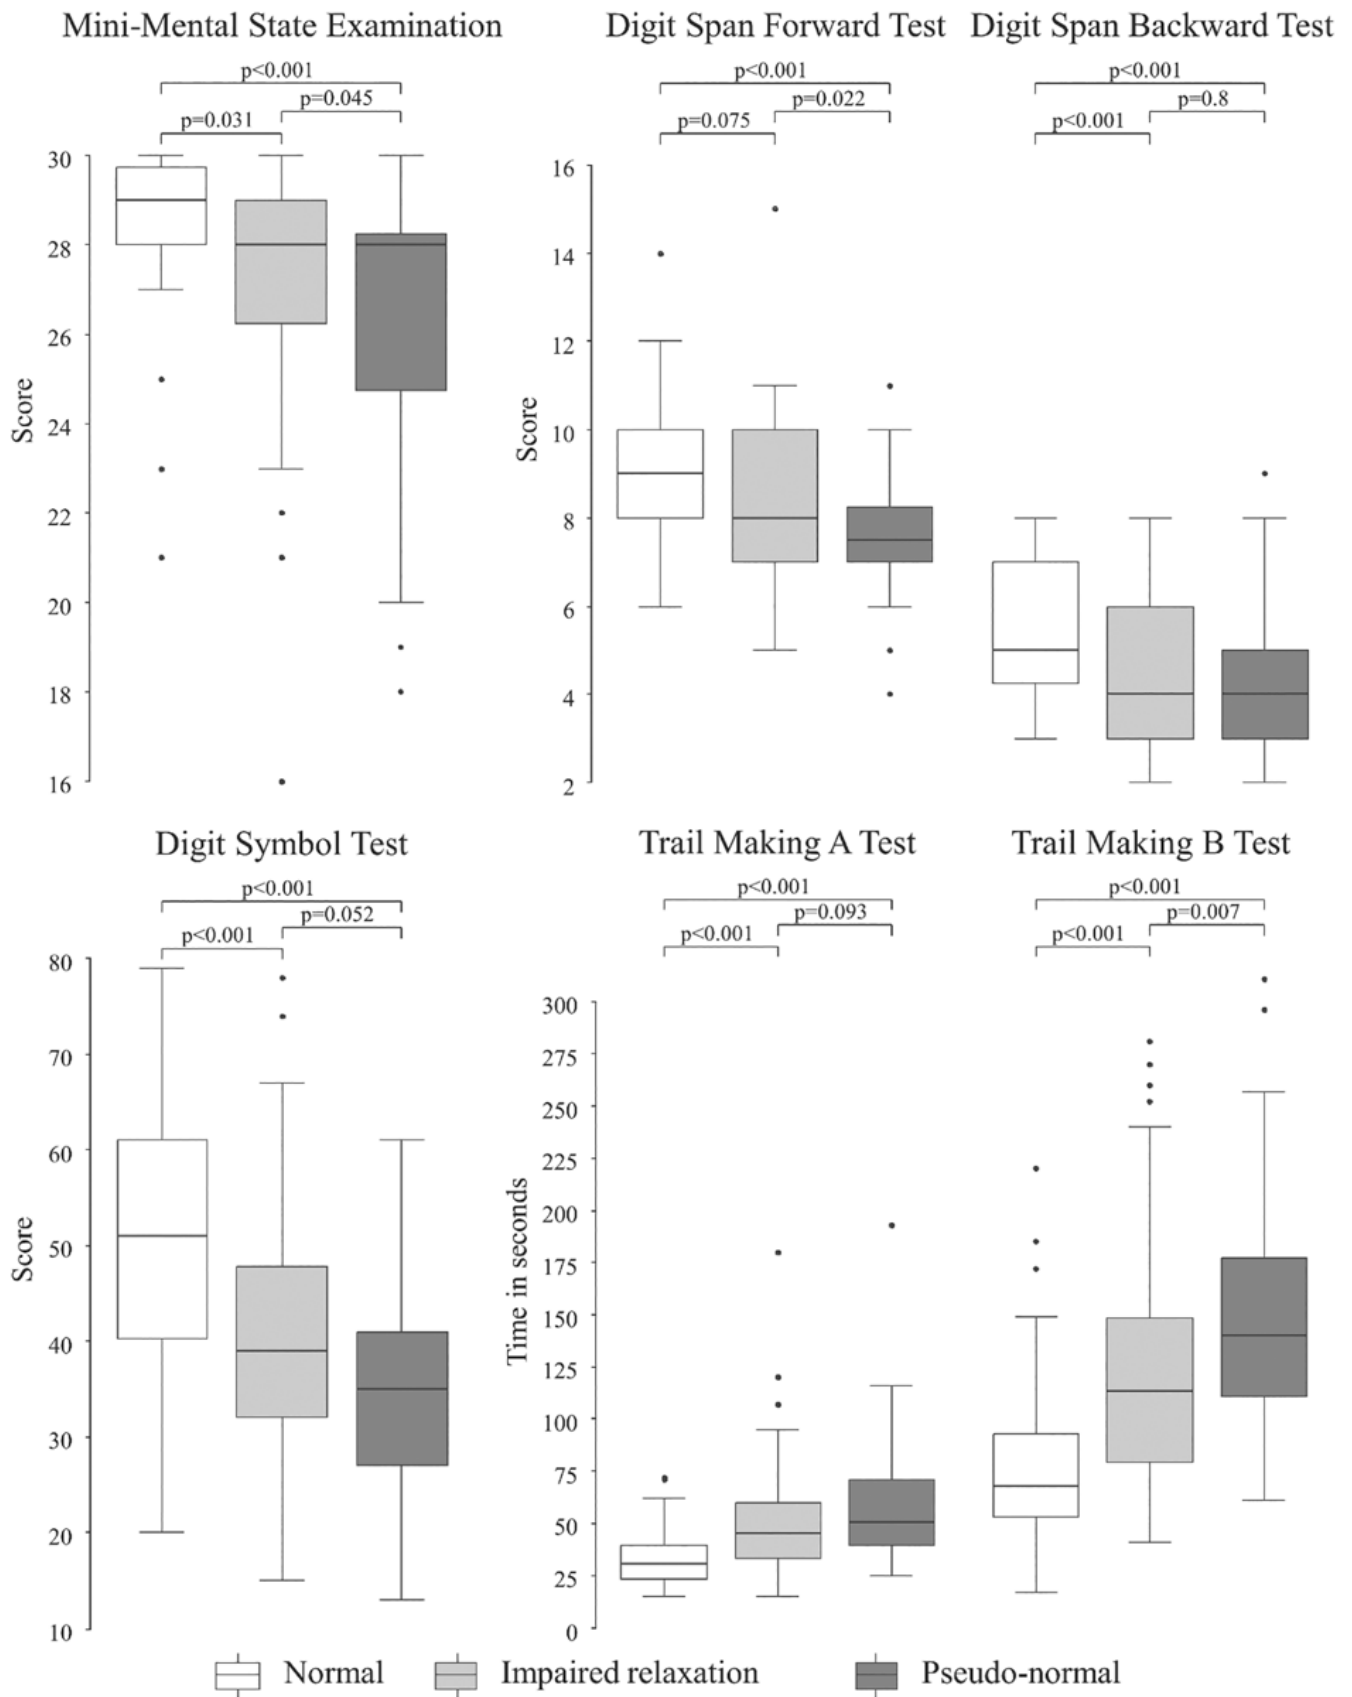 Mini-Mental State Examination
p<0.001
p=0.045
p=0.031
30
28
26
24
22
20
18
16
Score
Digit Span Forward Test
Digit Span Backward Test
p<0.001
p=0.022
p=0.075
p<0.001
p=0.8
p<0.001
16
14
12
10
8
6
4
2
Score
Digit Symbol Test
p<0.001
p=0.052
p<0.001
80
70
60
50
40
30
20
10
Score
Trail Making A Test
Trail Making B Test
p<0.001
p=0.093
p<0.001
p<0.001
p=0.007
p<0.001
300
275
250
225
200
175
150
125
100
75
50
25
0
Time in seconds
Normal
Impaired relaxation
Pseudo-normal